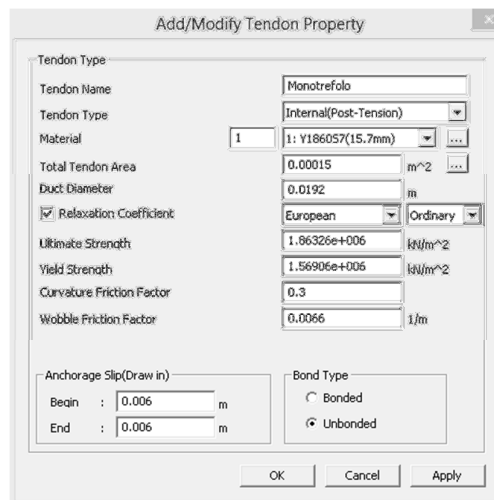 Add/Modify Tendon Property
Tendon Type
Tendon Name Monotrefolo
Tendon Type Internal(Post-Tension)
Material 1 1: Y1860S7(15.7mm) ...
Total Tendon Area 0.00015 m^2 ...
Duct Diameter 0.0192 m
Relaxation Coefficient European Ordinary
Ultimate Strength 1.86326e+006 kN/m^2
Yield Strength 1.56906e+006 kN/m^2
Curvature Friction Factor 0.3
Wobble Friction Factor 0.0066 1/m
Anchorage Slip(Draw in) Bond Type
Begin : 0.006 m Bonded
End : 0.006 m Unbonded
OK Cancel Apply